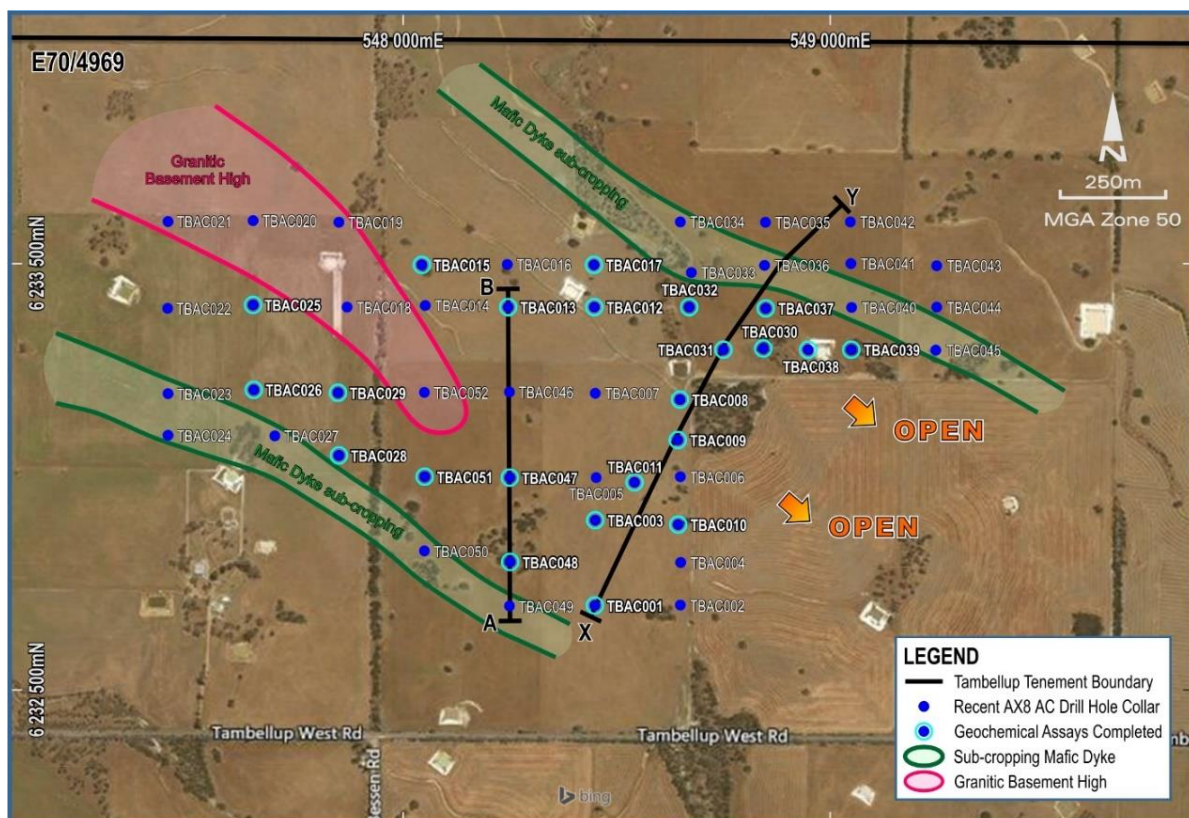 548 000mE
549 000mE
E70/4969
Mafic Dyke sub-cropping
Granitic
Basement High
N
250m
MGA Zone 50
Y
TBAC021
TBAC020
TBAC019
TBAC034
TBAC035
TBAC042
6 233 500mN
TBAC015
TBAC016
TBAC017
TBAC033
TBAC036
TBAC041
TBAC043
B
TBAC032
TBAC022
TBAC025
TBAC018
TBAC014
TBAC013
TBAC012
TBAC037
TBAC040
TBAC044
TBAC030
TBAC031
TBAC038
TBAC039
TBAC045
TBAC023
TBAC026
TBAC029
TBAC052
TBAC046
TBAC007
TBAC008
OPEN
TBAC024
TBAC027
TBAC009
Mafic Dyke sub-cropping
TBAC028
TBAC051
TBAC047
TBAC011
TBAC005
TBAC006
TBAC003
TBAC010
OPEN
TBAC050
TBAC048
TBAC004
TBAC049
TBAC001
TBAC002
A
X
6 232 500mN
LEGEND
Tambellup Tenement Boundary
Recent AX8 AC Drill Hole Collar
Geochemical Assays Completed
Sub-cropping Mafic Dyke
Granitic Basement High
Tambellup West Rd
Tambellup West Rd
Jessen Rd
bing